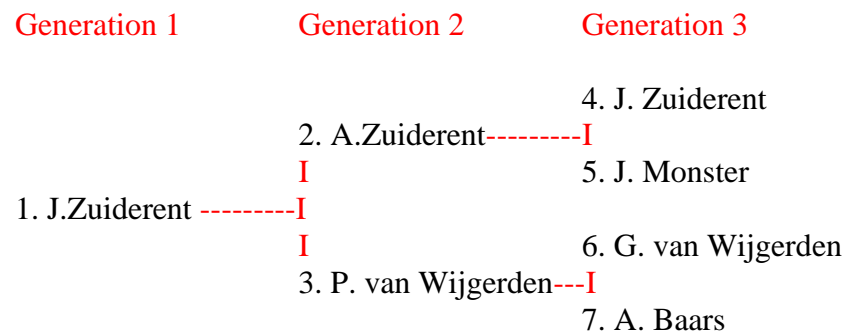 Generation 1 Generation 2 Generation 3
4. J. Zuiderent
2. A.Zuiderent---------I
I 5. J. Monster
1. J.Zuiderent ---------I
I 6. G. van Wijgerden
3. P. van Wijgerden---I
7. A. Baars